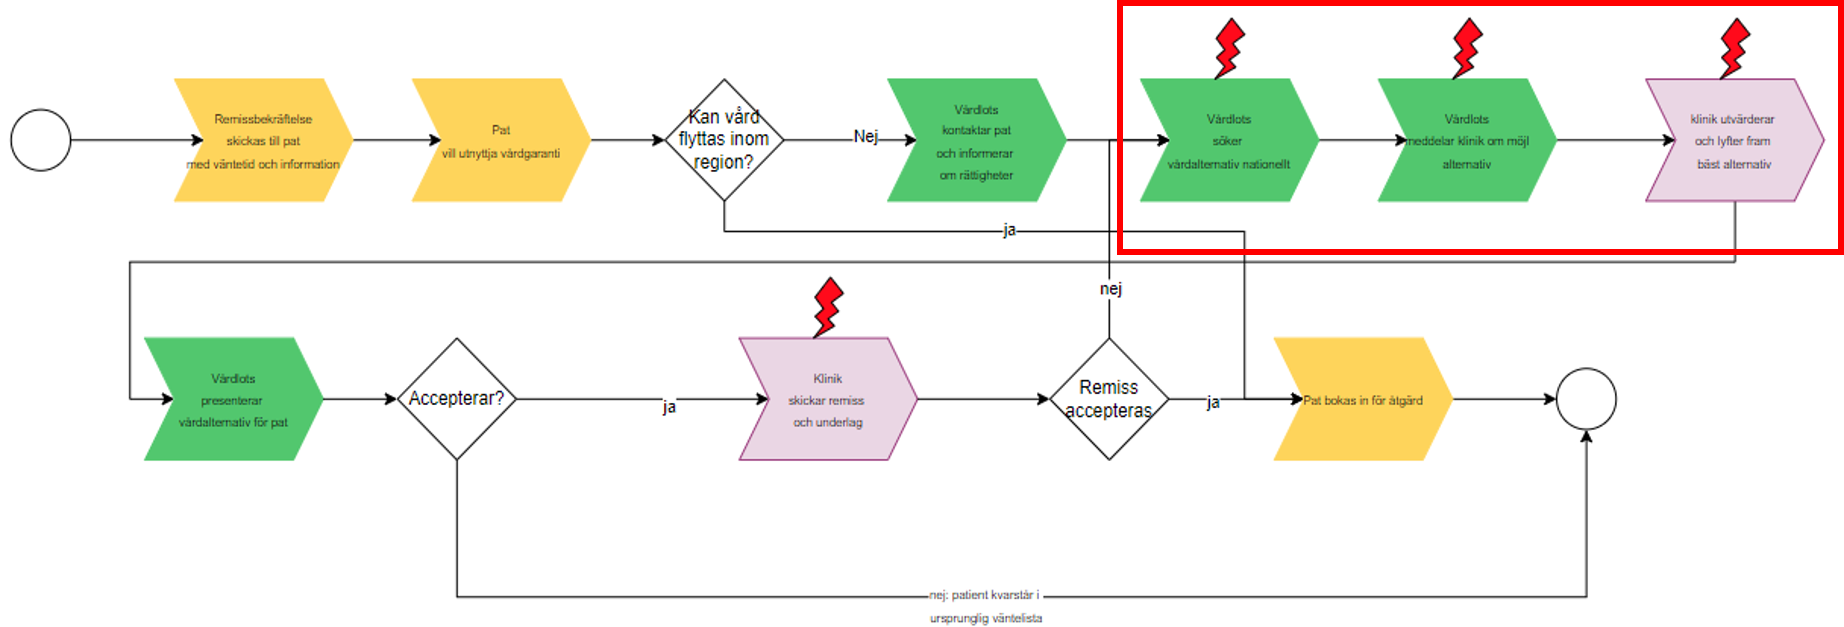 Remissbekräftelse
skickas till pat
med väntetid och information
Pat
vill utnyttja vårdgaranti
Kan vård
flyttas inom
region?
Nej
Vårdlots
kontaktar pat
och informerar
om rättigheter
Vårdlots
söker
vårdalternativ nationellt
Vårdlots
meddelar klinik om möjl
alternativ
klinik utvärderar
och lyfter fram
bäst alternativ
ja
nej
Vårdlots
presenterar
vårdalternativ för pat
Accepterar?
ja
Klinik
skickar remiss
och underlag
Remiss
accepteras
ja
Pat bokas in för åtgärd
nej: patient kvarstår i
ursprunglig väntelista